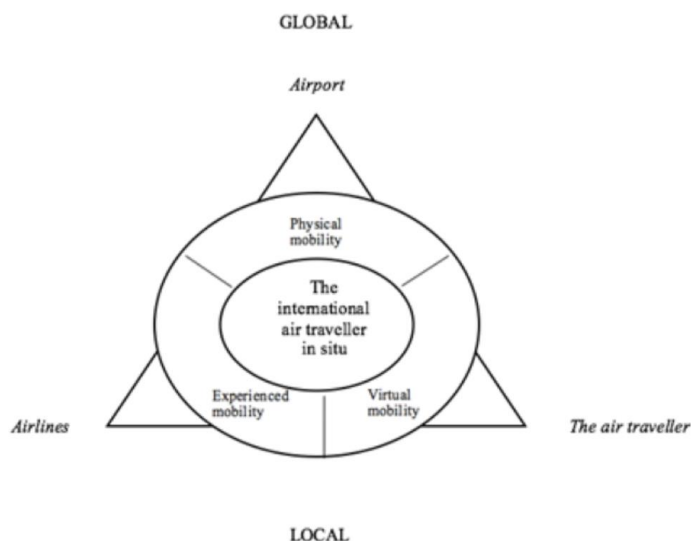 GLOBAL
Airport
Physical
mobility
The
international
air traveller
in situ
Experienced
mobility
Virtual
mobility
Airlines
The air traveller
LOCAL